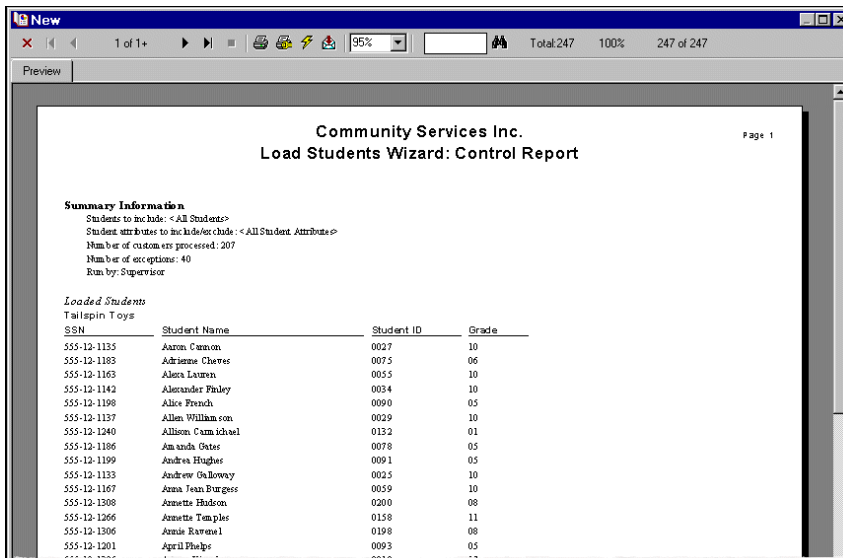 New
1 of 1+ 95% Total:247 100% 247 of 247
Preview
Community Services Inc.
Page 1
Load Students Wizard: Control Report
Summary Information
Students to include: <All Students>
Student attributes to include/exclude: <All Student Attributes>
Number of customers processed: 207
Number of exceptions: 40
Run by: Supervisor
Loaded Students
Tailspin Toys
SSN Student Name Student ID Grade
555-12-1135 Aaron Cannon 0027 10
555-12-1183 Adrienne Cheves 0075 06
555-12-1163 Alexa Lauren 0055 10
555-12-1142 Alexander Finley 0034 10
555-12-1198 Alice French 0090 05
555-12-1137 Allen Williamson 0029 10
555-12-1240 Allison Carmichael 0132 01
555-12-1186 Amanda Gates 0078 05
555-12-1199 Andrea Hughes 0091 05
555-12-1133 Andrew Galloway 0025 10
555-12-1167 Anna Jean Burgess 0059 10
555-12-1308 Annette Hudson 0200 08
555-12-1266 Annette Temples 0158 11
555-12-1306 Annie Ravenel 0198 08
555-12-1201 April Phelps 0093 05